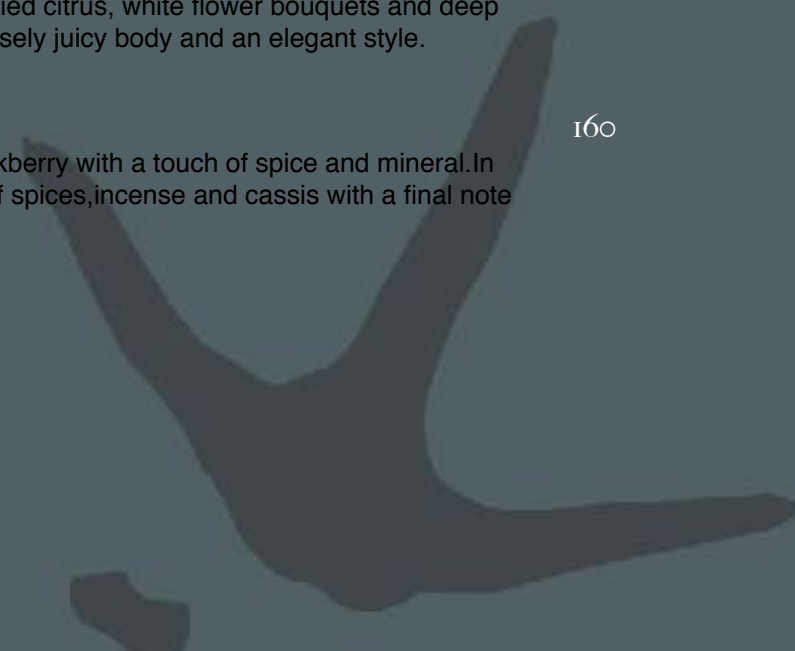 ied citrus, white flower bouquets and deep
sely juicy body and an elegant style.
160
kberry with a touch of spice and mineral.In
f spices,incense and cassis with a final note